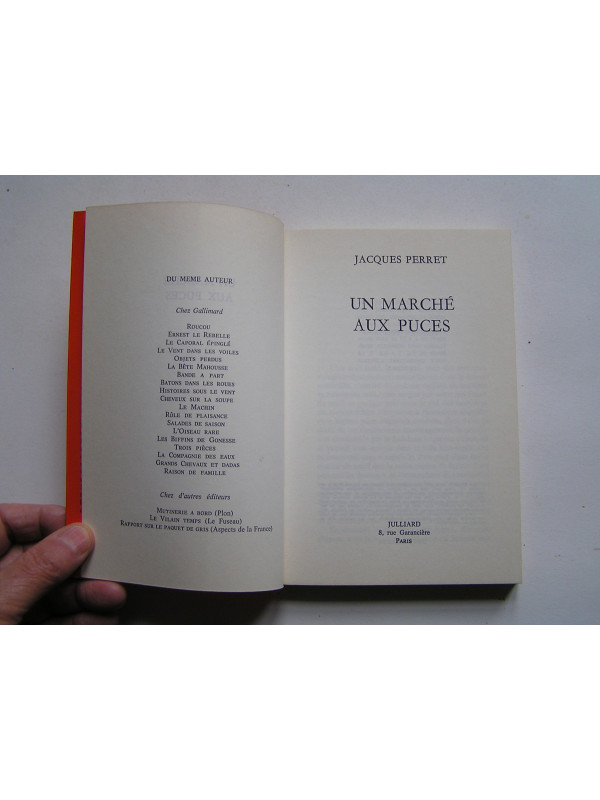 DU MEME AUTEUR
Chez Gallimard
ROUCOU
ERNEST LE REBELLE
LE CAPORAL ÉPINGLÉ
LE VENT DANS LES VOILES
OBJETS PERDUS
LA BÊTE MAHOUSSE
BANDE A PART
BATONS DANS LES ROUES
HISTOIRES SOUS LE VENT
CHEVEUX SUR LA SOUPE
LE MACHIN
RÔLE DE PLAISANCE
SALADES DE SAISON
L'OISEAU RARE
LES BIFFINS DE GONESSE
TROIS PIÈCES
LA COMPAGNIE DES EAUX
GRANDS CHEVAUX ET DADAS
RAISON DE FAMILLE
Chez d'autres éditeurs
MUTINERIE A BORD (Plon)
LE VILAIN TEMPS (Le Fuseau)
RAPPORT SUR LE PAQUET DE GRIS (Aspects de la France)
JACQUES PERRET
UN MARCHÉ
AUX PUCES
JULLIARD
8, rue Garancière
PARIS